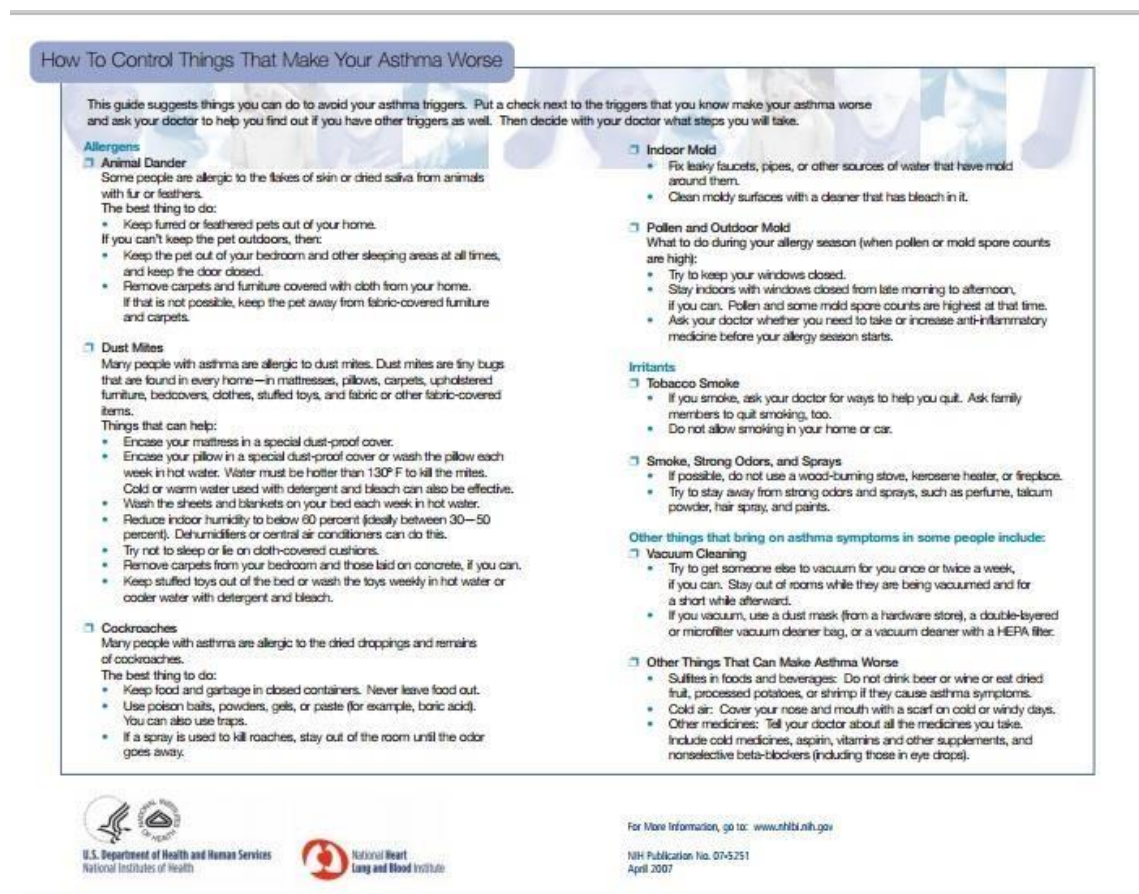 How To Control Things That Make Your Asthma Worse
This guide suggests things you can do to avoid your asthma triggers. Put a check next to the triggers that you know make your asthma worse
and ask your doctor to help you find out if you have other triggers as well. Then decide with your doctor what steps you will take.
Allergens
❐ Animal Dander
Some people are allergic to the flakes of skin or dried saliva from animals
with fur or feathers.
The best thing to do:
• Keep furred or feathered pets out of your home.
If you can't keep the pet outdoors, then:
• Keep the pet out of your bedroom and other sleeping areas at all times,
and keep the door closed.
• Remove carpets and furniture covered with cloth from your home.
If that is not possible, keep the pet away from fabric-covered furniture
and carpets.
❐ Dust Mites
Many people with asthma are allergic to dust mites. Dust mites are tiny bugs
that are found in every home—in mattresses, pillows, carpets, upholstered
furniture, bedcovers, clothes, stuffed toys, and fabric or other fabric-covered
items.
Things that can help:
• Encase your mattress in a special dust-proof cover.
• Encase your pillow in a special dust-proof cover or wash the pillow each
week in hot water. Water must be hotter than 130º F to kill the mites.
Cold or warm water used with detergent and bleach can also be effective.
• Wash the sheets and blankets on your bed each week in hot water.
• Reduce indoor humidity to below 60 percent (ideally between 30—50
percent). Dehumidifiers or central air conditioners can do this.
• Try not to sleep or lie on cloth-covered cushions.
• Remove carpets from your bedroom and those laid on concrete, if you can.
• Keep stuffed toys out of the bed or wash the toys weekly in hot water or
cooler water with detergent and bleach.
❐ Cockroaches
Many people with asthma are allergic to the dried droppings and remains
of cockroaches.
The best thing to do:
• Keep food and garbage in closed containers. Never leave food out.
• Use poison baits, powders, gels, or paste (for example, boric acid).
You can also use traps.
• If a spray is used to kill roaches, stay out of the room until the odor
goes away.
❐ Indoor Mold
• Fix leaky faucets, pipes, or other sources of water that have mold
around them.
• Clean moldy surfaces with a cleaner that has bleach in it.
❐ Pollen and Outdoor Mold
What to do during your allergy season (when pollen or mold spore counts
are high):
• Try to keep your windows closed.
• Stay indoors with windows closed from late morning to afternoon,
if you can. Pollen and some mold spore counts are highest at that time.
• Ask your doctor whether you need to take or increase anti-inflammatory
medicine before your allergy season starts.
Irritants
❐ Tobacco Smoke
• If you smoke, ask your doctor for ways to help you quit. Ask family
members to quit smoking, too.
• Do not allow smoking in your home or car.
❐ Smoke, Strong Odors, and Sprays
• If possible, do not use a wood-burning stove, kerosene heater, or fireplace.
• Try to stay away from strong odors and sprays, such as perfume, talcum
powder, hair spray, and paints.
Other things that bring on asthma symptoms in some people include:
❐ Vacuum Cleaning
• Try to get someone else to vacuum for you once or twice a week,
if you can. Stay out of rooms while they are being vacuumed and for
a short while afterward.
• If you vacuum, use a dust mask (from a hardware store), a double-layered
or microfilter vacuum cleaner bag, or a vacuum cleaner with a HEPA filter.
❐ Other Things That Can Make Asthma Worse
• Sulfites in foods and beverages: Do not drink beer or wine or eat dried
fruit, processed potatoes, or shrimp if they cause asthma symptoms.
• Cold air: Cover your nose and mouth with a scarf on cold or windy days.
• Other medicines: Tell your doctor about all the medicines you take.
Include cold medicines, aspirin, vitamins and other supplements, and
nonselective beta-blockers (including those in eye drops).
NATIONAL INSTITUTES OF HEALTH
U.S. Department of Health and Human Services
National Institutes of Health
National Heart
Lung and Blood Institute
For More Information, go to: www.nhlbi.nih.gov
NIH Publication No. 07-5251
April 2007